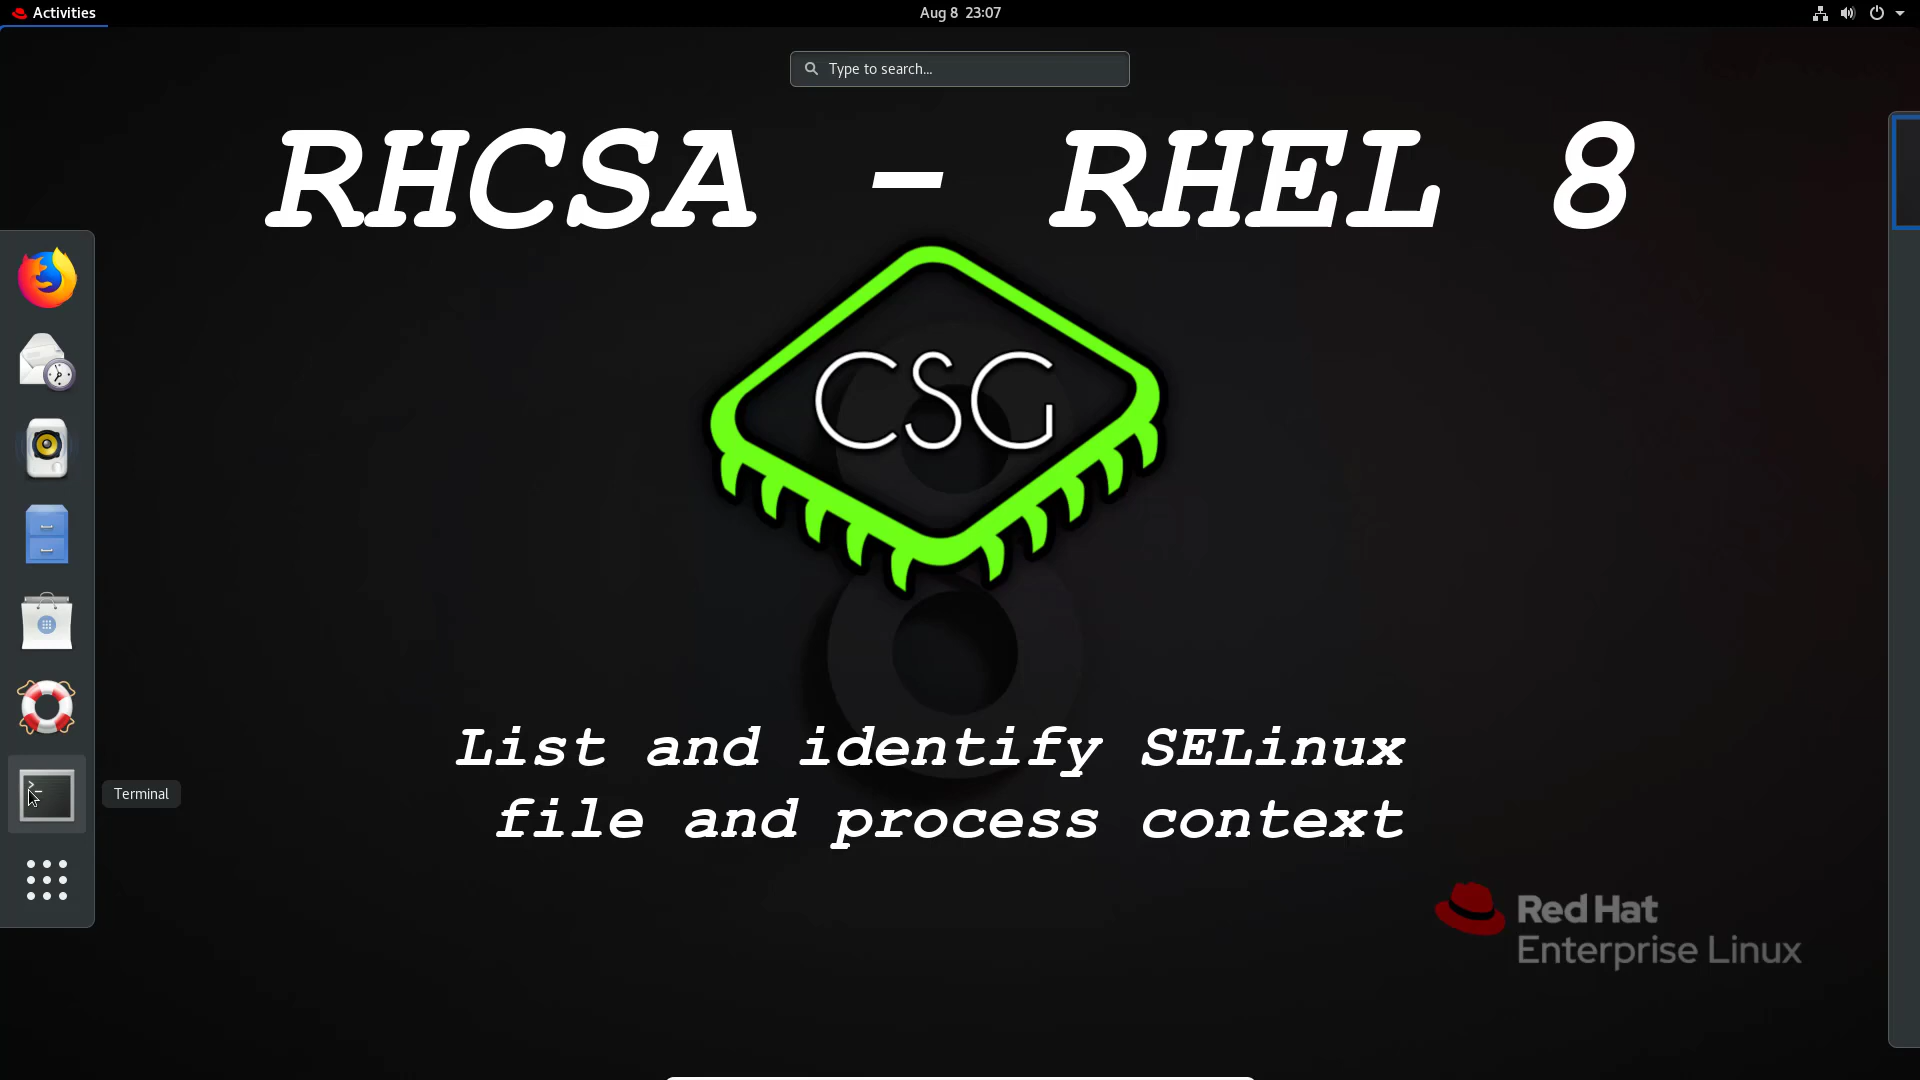 Activities
Aug 8 23:07
Type to search...
RHCSA - RHEL 8
CSG
List and identify SELinux
file and process context
Terminal
Red Hat
Enterprise Linux